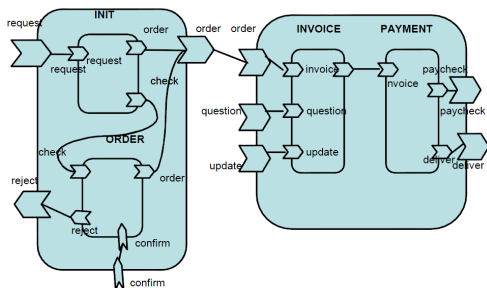 INIT
request
order
order
order
INVOICE
PAYMENT
request
request
check
invoice
nvoice
paycheck
paycheck
question
question
ORDER
check
update
update
deliver
deliver
reject
order
reject
confirm
confirm